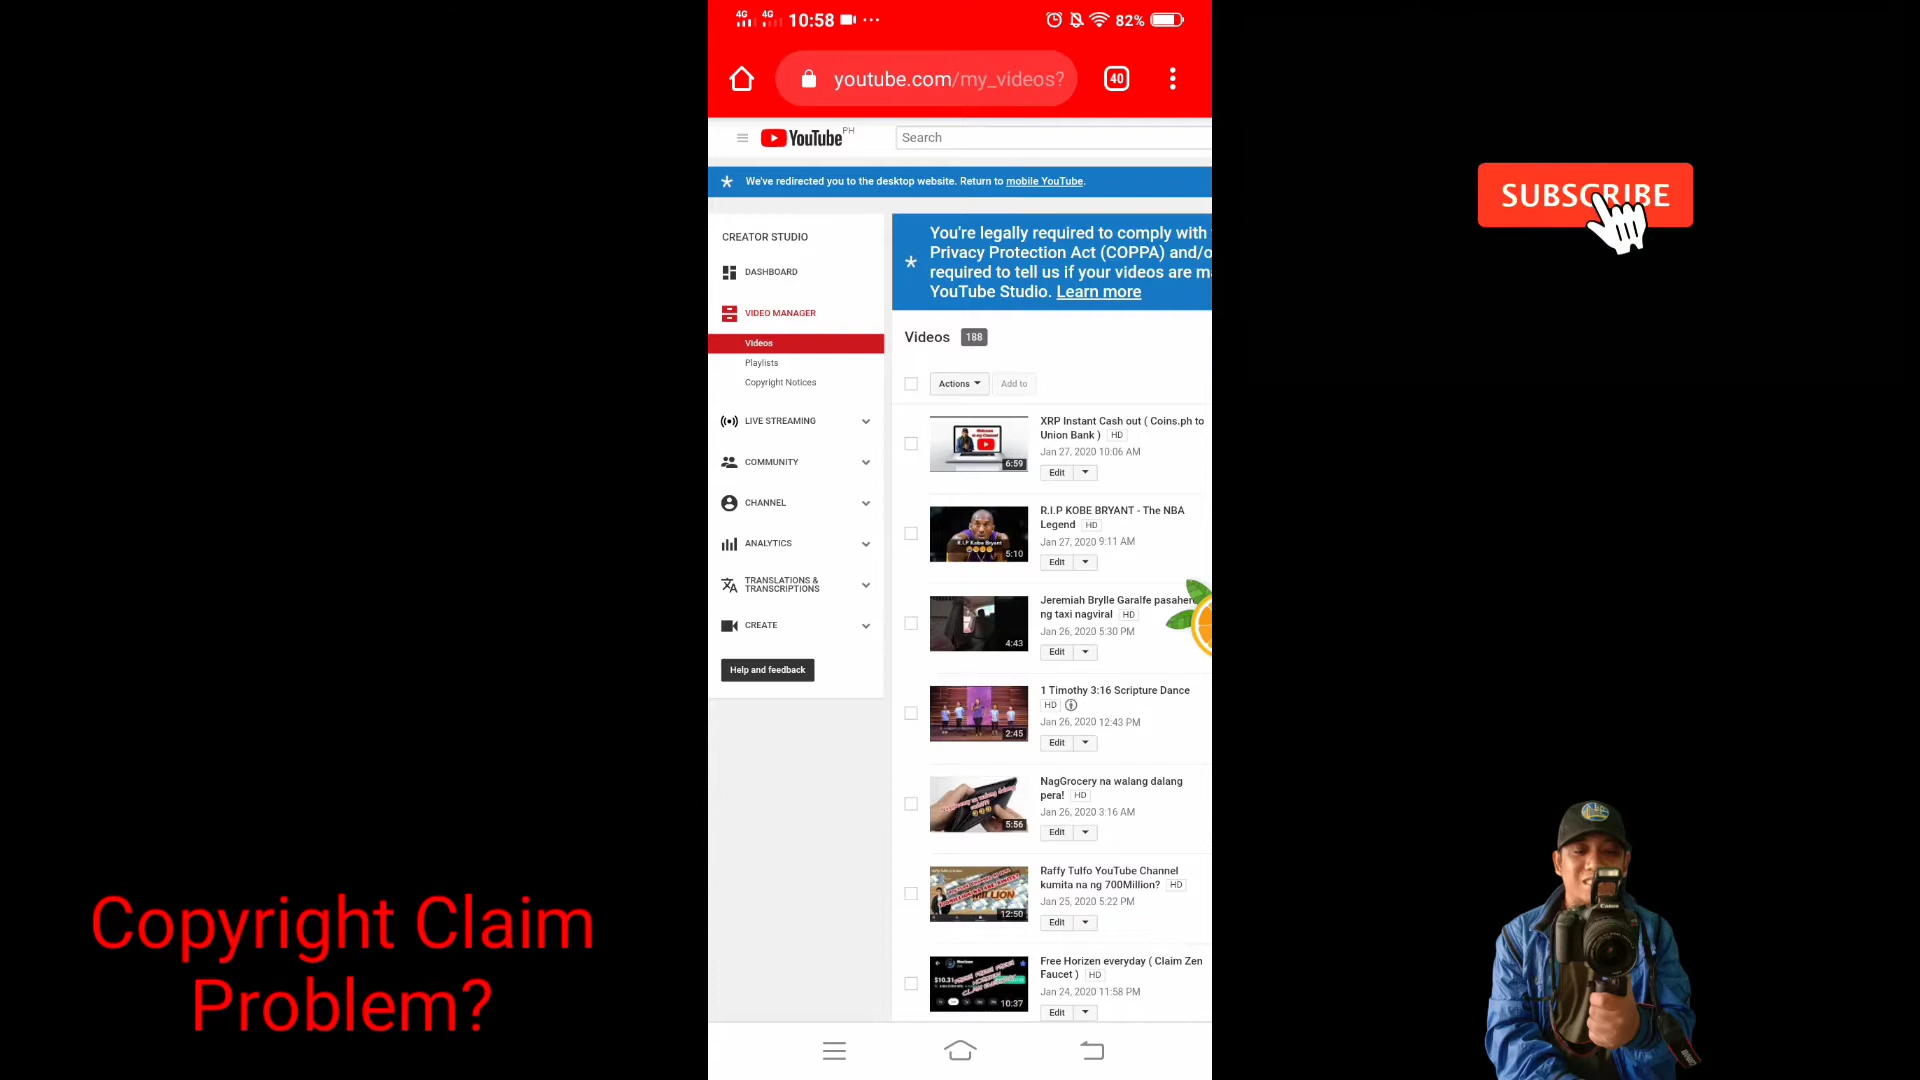 4G 4G 10:58 82%
youtube.com/my_videos?
40
YouTube PH
Search
We've redirected you to the desktop website. Return to mobile YouTube.
CREATOR STUDIO
DASHBOARD
VIDEO MANAGER
Videos
Playlists
Copyright Notices
LIVE STREAMING
COMMUNITY
CHANNEL
ANALYTICS
TRANSLATIONS &
TRANSCRIPTIONS
CREATE
Help and feedback
You're legally required to comply with
Privacy Protection Act (COPPA) and/o
required to tell us if your videos are m
YouTube Studio. Learn more
Videos 188
Actions Add to
6:59
XRP Instant Cash out ( Coins.ph to
Union Bank ) HD
Jan 27, 2020 10:06 AM
Edit
R.I.P Kobe Bryant
5:10
R.I.P KOBE BRYANT - The NBA
Legend HD
Jan 27, 2020 9:11 AM
Edit
4:43
Jeremiah Brylle Garalfe pasahero
ng taxi nagviral HD
Jan 26, 2020 5:30 PM
Edit
2:45
1 Timothy 3:16 Scripture Dance
HD
Jan 26, 2020 12:43 PM
Edit
5:56
NagGrocery na walang dalang
pera! HD
Jan 26, 2020 3:16 AM
Edit
MILLION
12:50
Raffy Tulfo YouTube Channel
kumita na ng 700Million? HD
Jan 25, 2020 5:22 PM
Edit
$10.31
10:37
Free Horizen everyday ( Claim Zen
Faucet ) HD
Jan 24, 2020 11:58 PM
Edit
SUBSCRIBE
Copyright Claim
Problem?
Canon